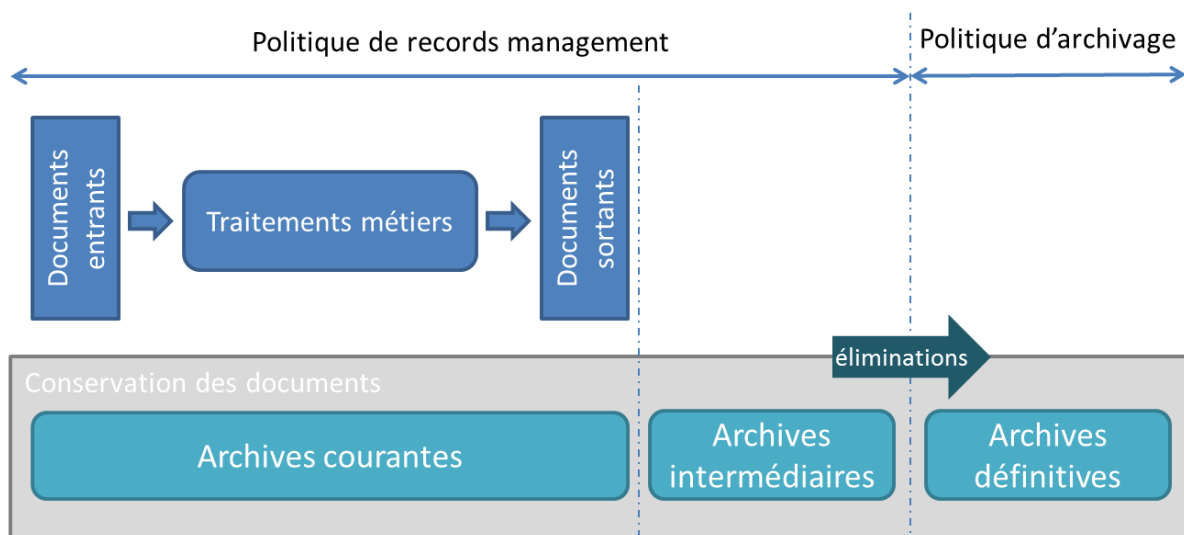 Politique de records management
Politique d’archivage
Documents
entrants
Traitements métiers
Documents
sortants
éliminations
Conservation des documents
Archives courantes
Archives
intermédiaires
Archives
définitives